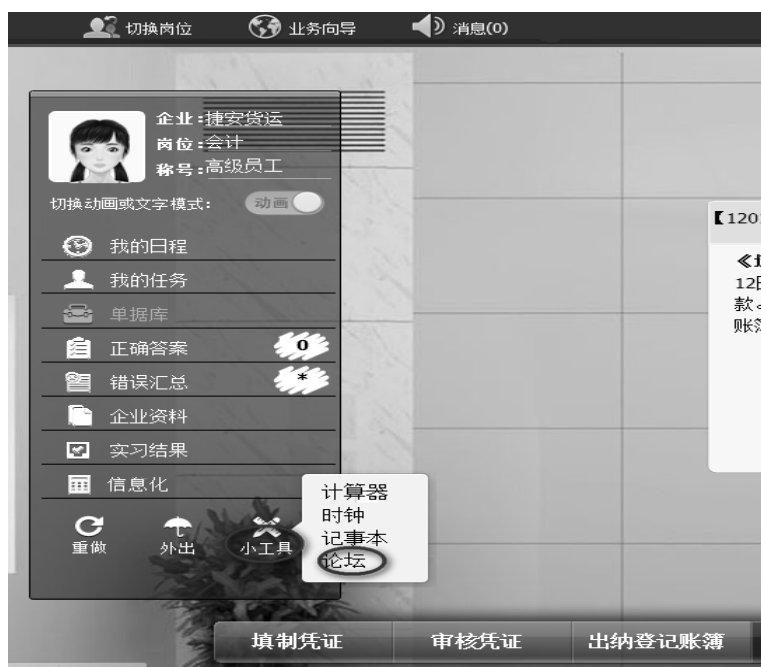 切换岗位 业务向导 消息(0)
企业:捷安货运
岗位:会计
称号:高级员工
切换动画或文字模式: 动画
我的日程
我的任务
单据库
正确答案 0
错误汇总 *
企业资料
实习结果
信息化
重做 外出 小工具
计算器
时钟
记事本
论坛
【1201
《
12日
款
账簿
填制凭证 审核凭证 出纳登记账簿